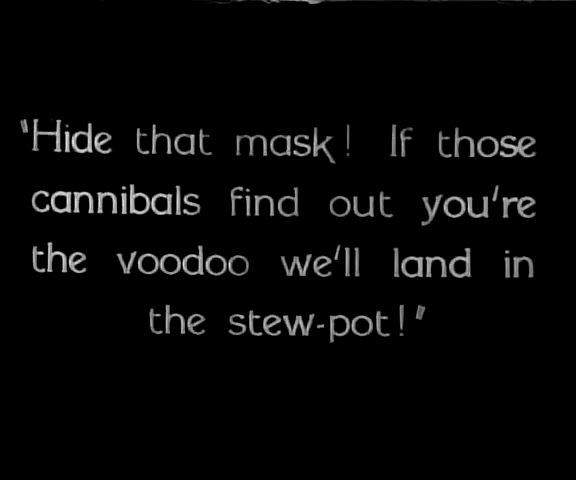 "Hide that mask! If those
cannibals find out you're
the voodoo we'll land in
the stew-pot!"